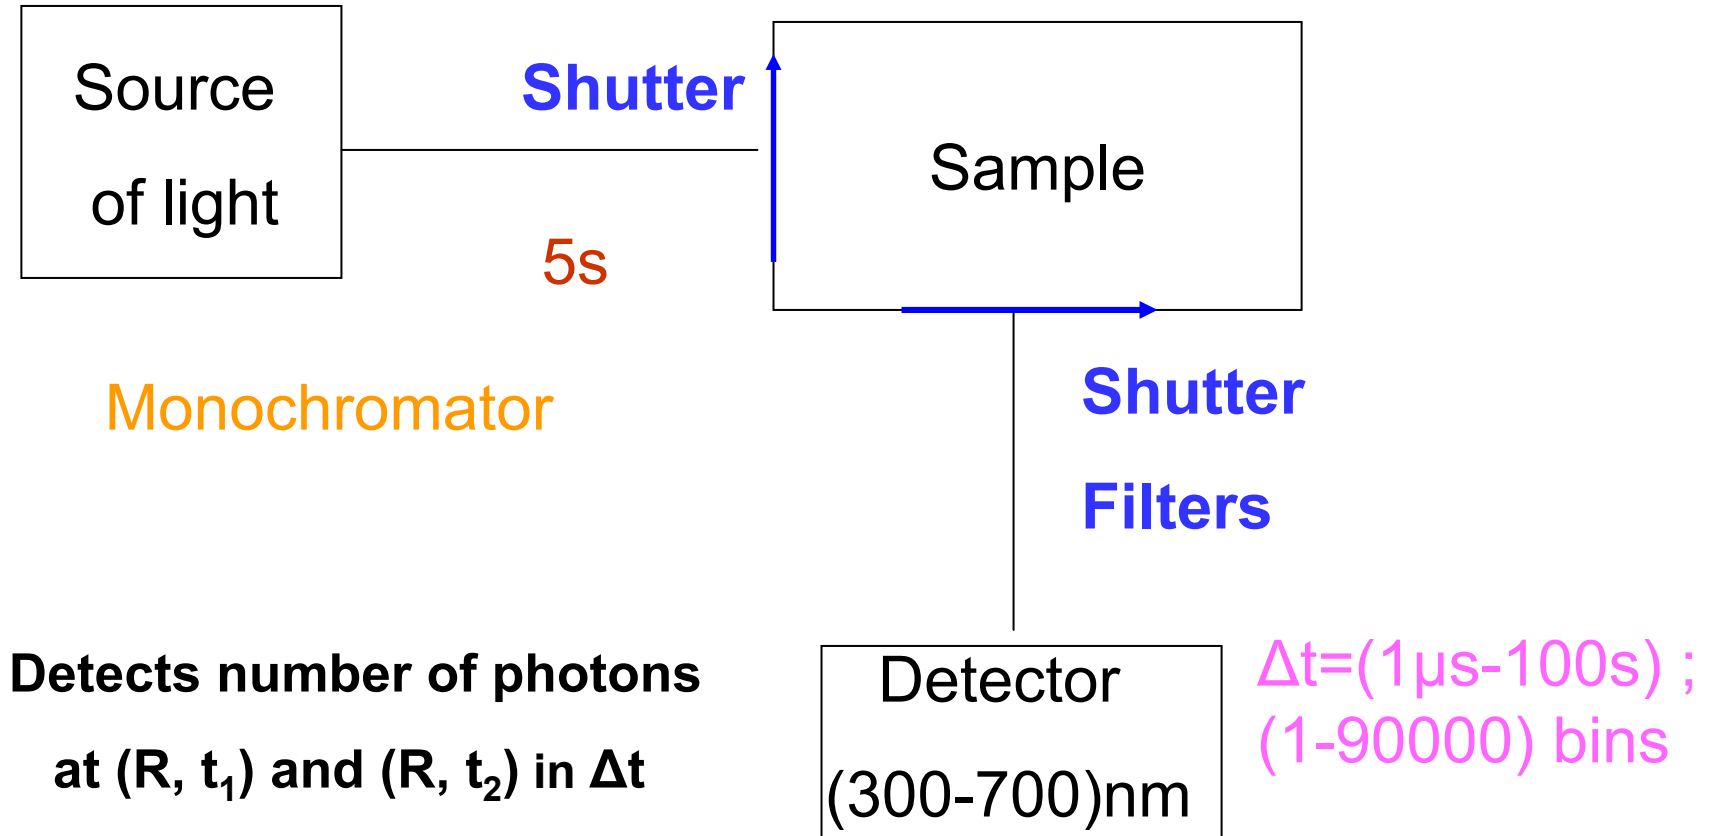 Source
of light
Shutter
Sample
5s
Monochromator
Shutter
Filters
Detects number of photons
at (R, t₁) and (R, t₂) in Δt
Detector
(300-700)nm
Δt=(1μs-100s) ;
(1-90000) bins